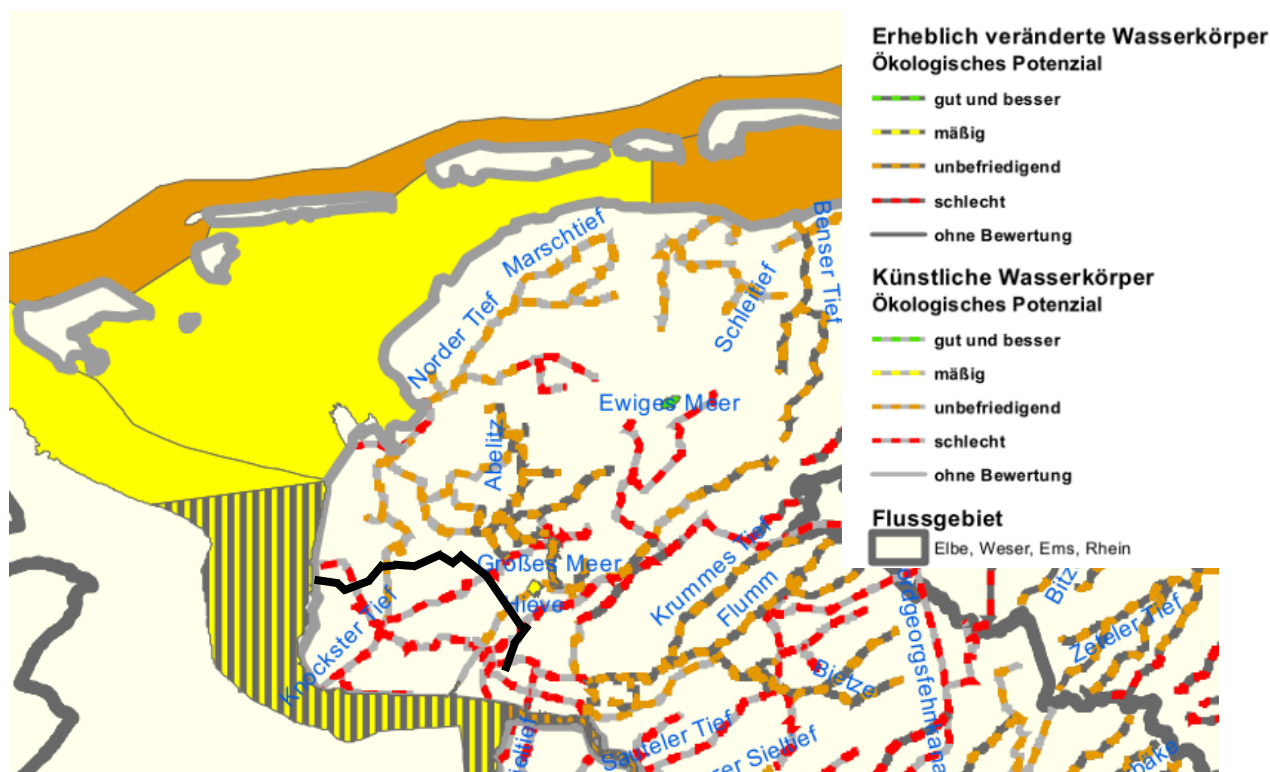 Erheblich veränderte Wasserkörper
Ökologisches Potenzial
gut und besser
mäßig
unbefriedigend
schlecht
ohne Bewertung
Künstliche Wasserkörper
Ökologisches Potenzial
gut und besser
mäßig
unbefriedigend
schlecht
ohne Bewertung
Flussgebiet
Elbe, Weser, Ems, Rhein
Marschtief
Benser Tief
Schleitief
Norder Tief
Ewiges Meer
Abelitz
Großes Meer
Hieve
Krummes Tief
Flumm
Knockster Tief
Bietze
Zeteler Tief
Sauteler Tief